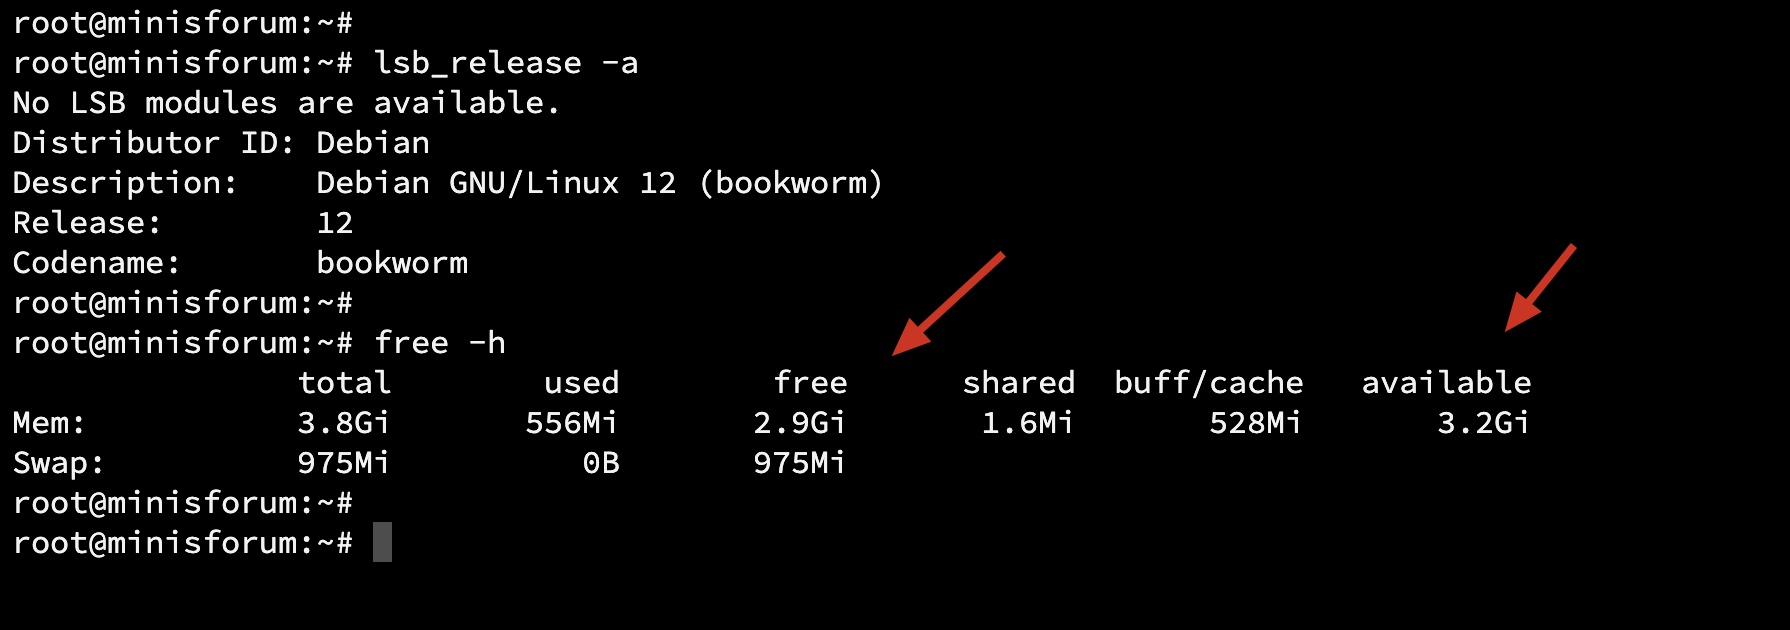 root@minisforum:~#
root@minisforum:~# lsb_release -a
No LSB modules are available.
Distributor ID: Debian
Description:    Debian GNU/Linux 12 (bookworm)
Release:        12
Codename:       bookworm
root@minisforum:~#
root@minisforum:~# free -h
               total        used        free      shared  buff/cache   available
Mem:           3.8Gi       556Mi       2.9Gi       1.6Mi       528Mi       3.2Gi
Swap:          975Mi          0B       975Mi
root@minisforum:~#
root@minisforum:~#